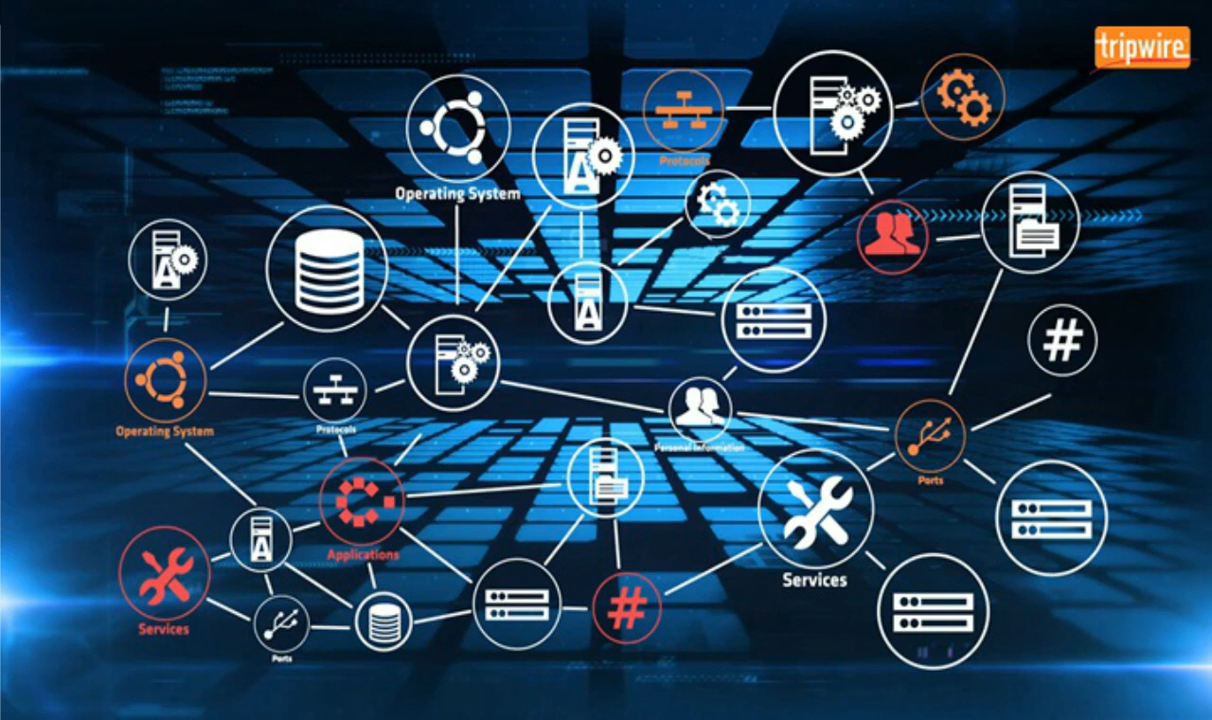 tripwire
Protocols
Operating System
Operating System
Protocols
Personal Information
Ports
Applications
Services
Services
Ports
#
#